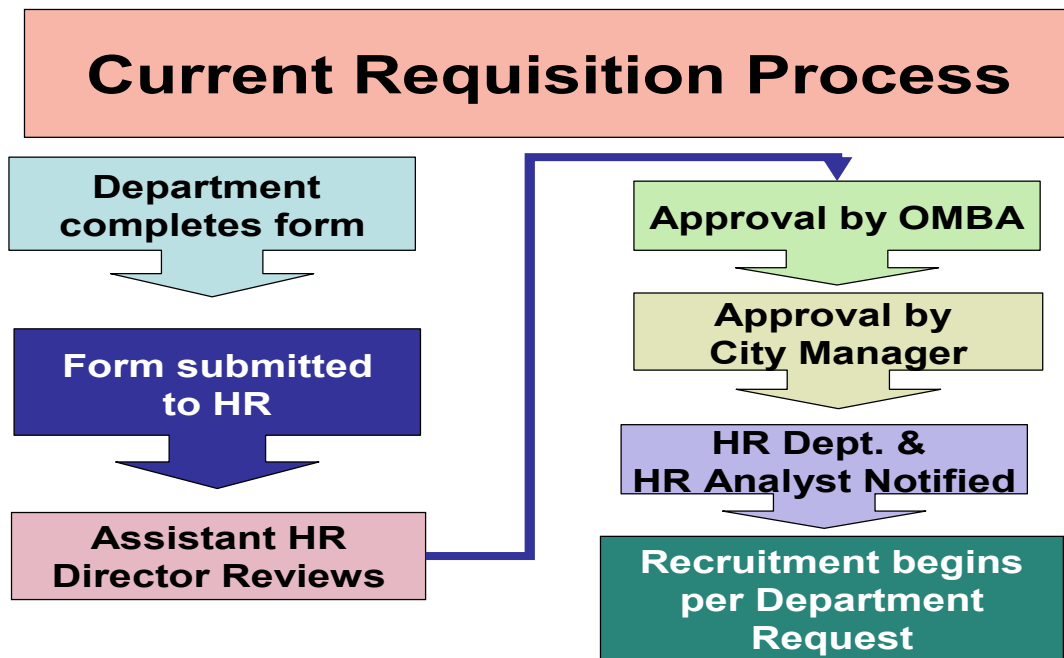 Current Requisition Process
Department
completes form
Form submitted
to HR
Assistant HR
Director Reviews
Approval by OMBA
Approval by
City Manager
HR Dept. &
HR Analyst Notified
Recruitment begins
per Department
Request